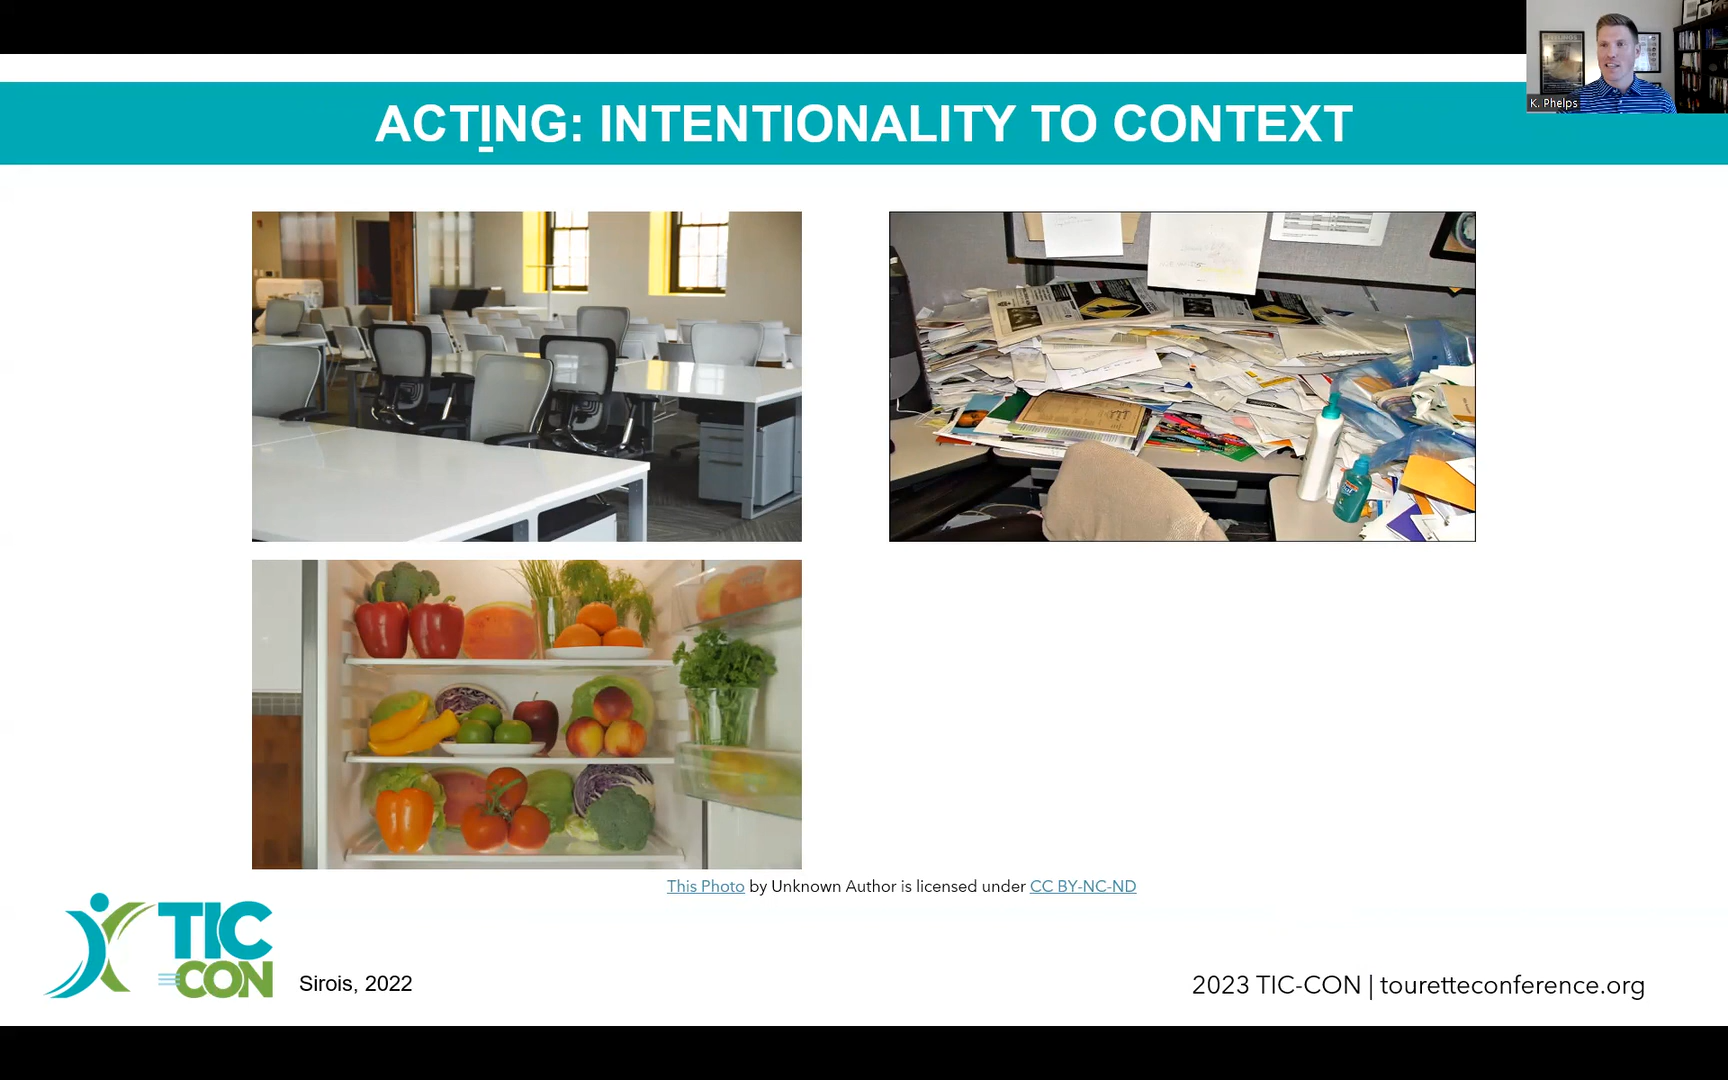 K. Phelps
ACTING: INTENTIONALITY TO CONTEXT
This Photo by Unknown Author is licensed under CC BY-NC-ND
TIC
CON
Sirois, 2022
2023 TIC-CON | touretteconference.org